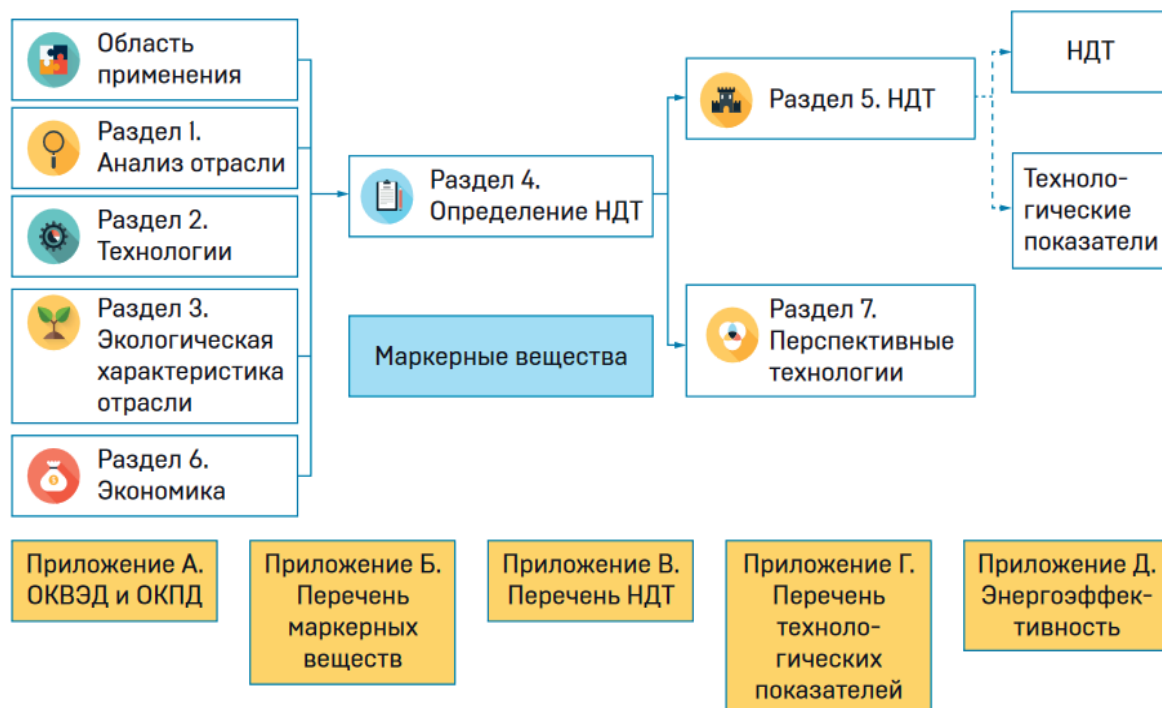 Область
применения
Раздел 1.
Анализ отрасли
Раздел 2.
Технологии
Раздел 3.
Экологическая
характеристика
отрасли
Раздел 6.
Экономика
Раздел 4.
Определение НДТ
Маркерные вещества
Раздел 5. НДТ
Раздел 7.
Перспективные
технологии
НДТ
Техноло-
гические
показатели
Приложение А.
ОКВЭД и ОКПД
Приложение Б.
Перечень
маркерных
веществ
Приложение В.
Перечень НДТ
Приложение Г.
Перечень
техноло-
гических
показателей
Приложение Д.
Энергоэффек-
тивность